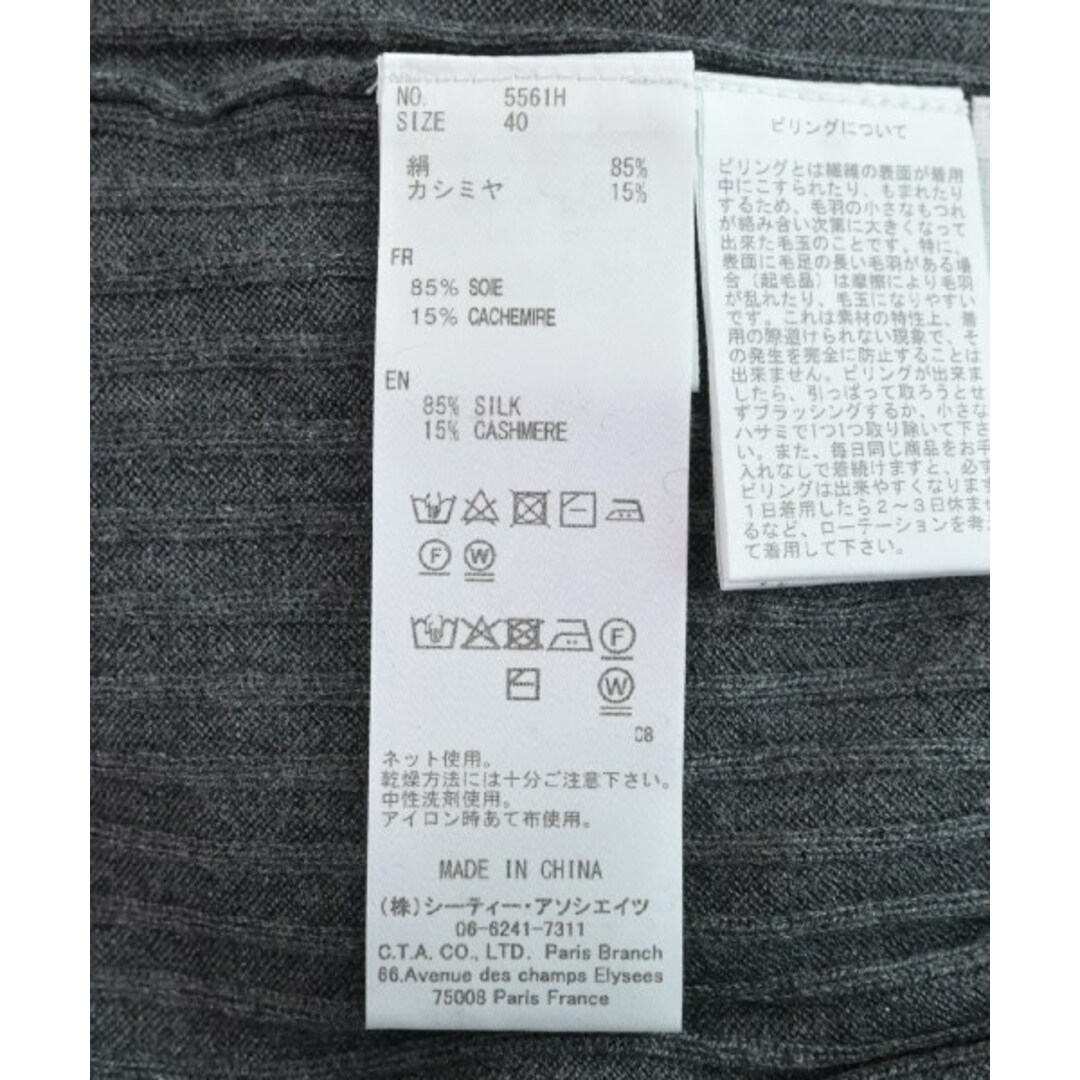 NO. 5561H
SIZE 40
絹 85%
カシミヤ 15%
FR
85% SOIE
15% CACHEMIRE
EN
85% SILK
15% CASHMERE
F W
F
W
C8
ネット使用。
乾燥方法には十分ご注意下さい。
中性洗剤使用。
アイロン時あて布使用。
MADE IN CHINA
(株)シーティー・アソシエイツ
06-6241-7311
C.T.A. CO., LTD. Paris Branch
66.Avenue des champs Elysees
75008 Paris France
ピリングについて
ピリングとは繊維の表面が着用
中にこすられたり、もまれたり
するため、毛羽の小さなもつれ
が絡み合い次第に大きくなって
出来た毛玉のことです。特に、
表面に毛足の長い毛羽がある場
合(起毛品)は摩擦により毛羽
が乱れたり、毛玉になりやすい
です。これは素材の特性上、着
用の際避けられない現象で、そ
の発生を完全に防止することは
出来ません。ピリングが出来ま
したら、引っぱって取ろうとせ
ずブラッシングするか、小さな
ハサミで1つ1つ取り除いて下さ
い。また、毎日同じ商品をお手
入れなしで着続けますと、必ず
ピリングは出来やすくなります
1日着用したら2~3日休ませ
るなど、ローテーションを考え
て着用して下さい。